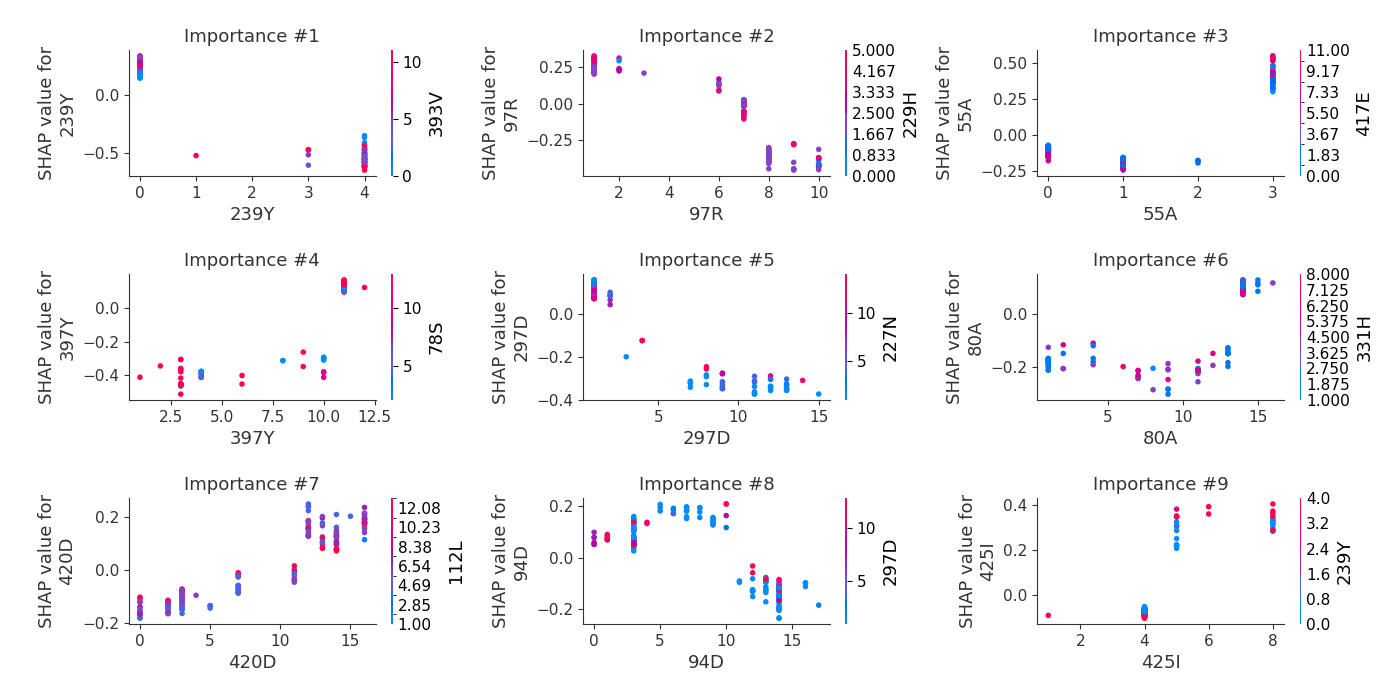 Importance #1
SHAP value for
239Y
0.0
−0.5
0
1
2
3
4
239Y
10
5
0
393V
Importance #2
SHAP value for
97R
0.25
0.00
−0.25
2
4
6
8
10
97R
5.000
4.167
3.333
2.500
1.667
0.833
0.000
229H
Importance #3
SHAP value for
55A
0.50
0.25
0.00
−0.25
0
1
2
3
55A
11.00
9.17
7.33
5.50
3.67
1.83
0.00
417E
Importance #4
SHAP value for
397Y
0.0
−0.2
−0.4
2.5
5.0
7.5
10.0
12.5
397Y
10
5
78S
Importance #5
SHAP value for
297D
0.0
−0.2
−0.4
5
10
15
297D
10
5
227N
Importance #6
SHAP value for
80A
0.0
−0.2
5
10
15
80A
8.000
7.125
6.250
5.375
4.500
3.625
2.750
1.875
1.000
331H
Importance #7
SHAP value for
420D
0.2
0.0
−0.2
0
5
10
15
420D
12.08
10.23
8.38
6.54
4.69
2.85
1.00
112L
Importance #8
SHAP value for
94D
0.2
0.0
−0.2
0
5
10
15
94D
10
5
297D
Importance #9
SHAP value for
425I
0.4
0.2
0.0
2
4
6
8
425I
4.0
3.2
2.4
1.6
0.8
0.0
239Y